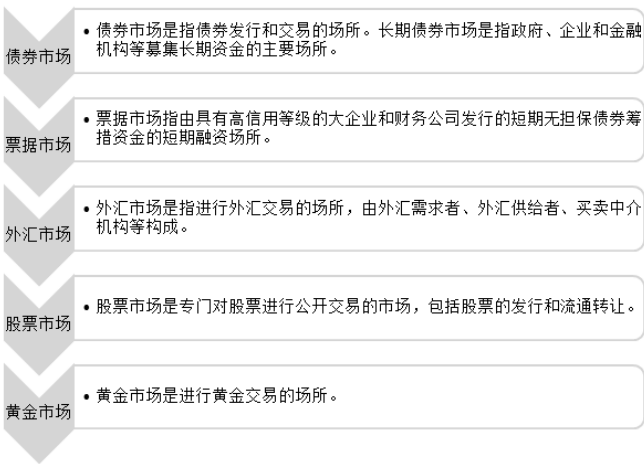 债券市场
• 债券市场是指债券发行和交易的场所。长期债券市场是指政府、企业和金融
机构等募集长期资金的主要场所。
票据市场
• 票据市场指由具有高信用等级的大企业和财务公司发行的短期无担保债券筹
措资金的短期融资场所。
外汇市场
• 外汇市场是指进行外汇交易的场所，由外汇需求者、外汇供给者、买卖中介
机构等构成。
股票市场
• 股票市场是专门对股票进行公开交易的市场，包括股票的发行和流通转让。
黄金市场
• 黄金市场是进行黄金交易的场所。